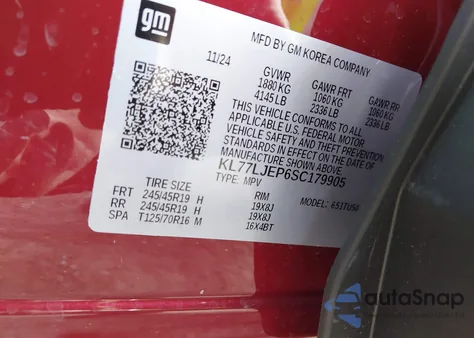 gm
MFD BY GM KOREA COMPANY
11/24
GVWR GAWR FRT GAWR RR
1880 KG 1060 KG 1060 KG
4145 LB 2336 LB 2336 LB
THIS VEHICLE CONFORMS TO ALL
APPLICABLE U.S. FEDERAL MOTOR
VEHICLE SAFETY AND THEFT PREVENTION
STANDARDS IN EFFECT ON THE DATE OF
MANUFACTURE SHOWN ABOVE.
KL77LJEP6SC179905
TYPE: MPV MODEL:
TIRE SIZE RIM
FRT 245/45R19 H 19X8J
RR 245/45R19 H 19X8J
SPA T125/70R16 M 16X4BT
autoSnap